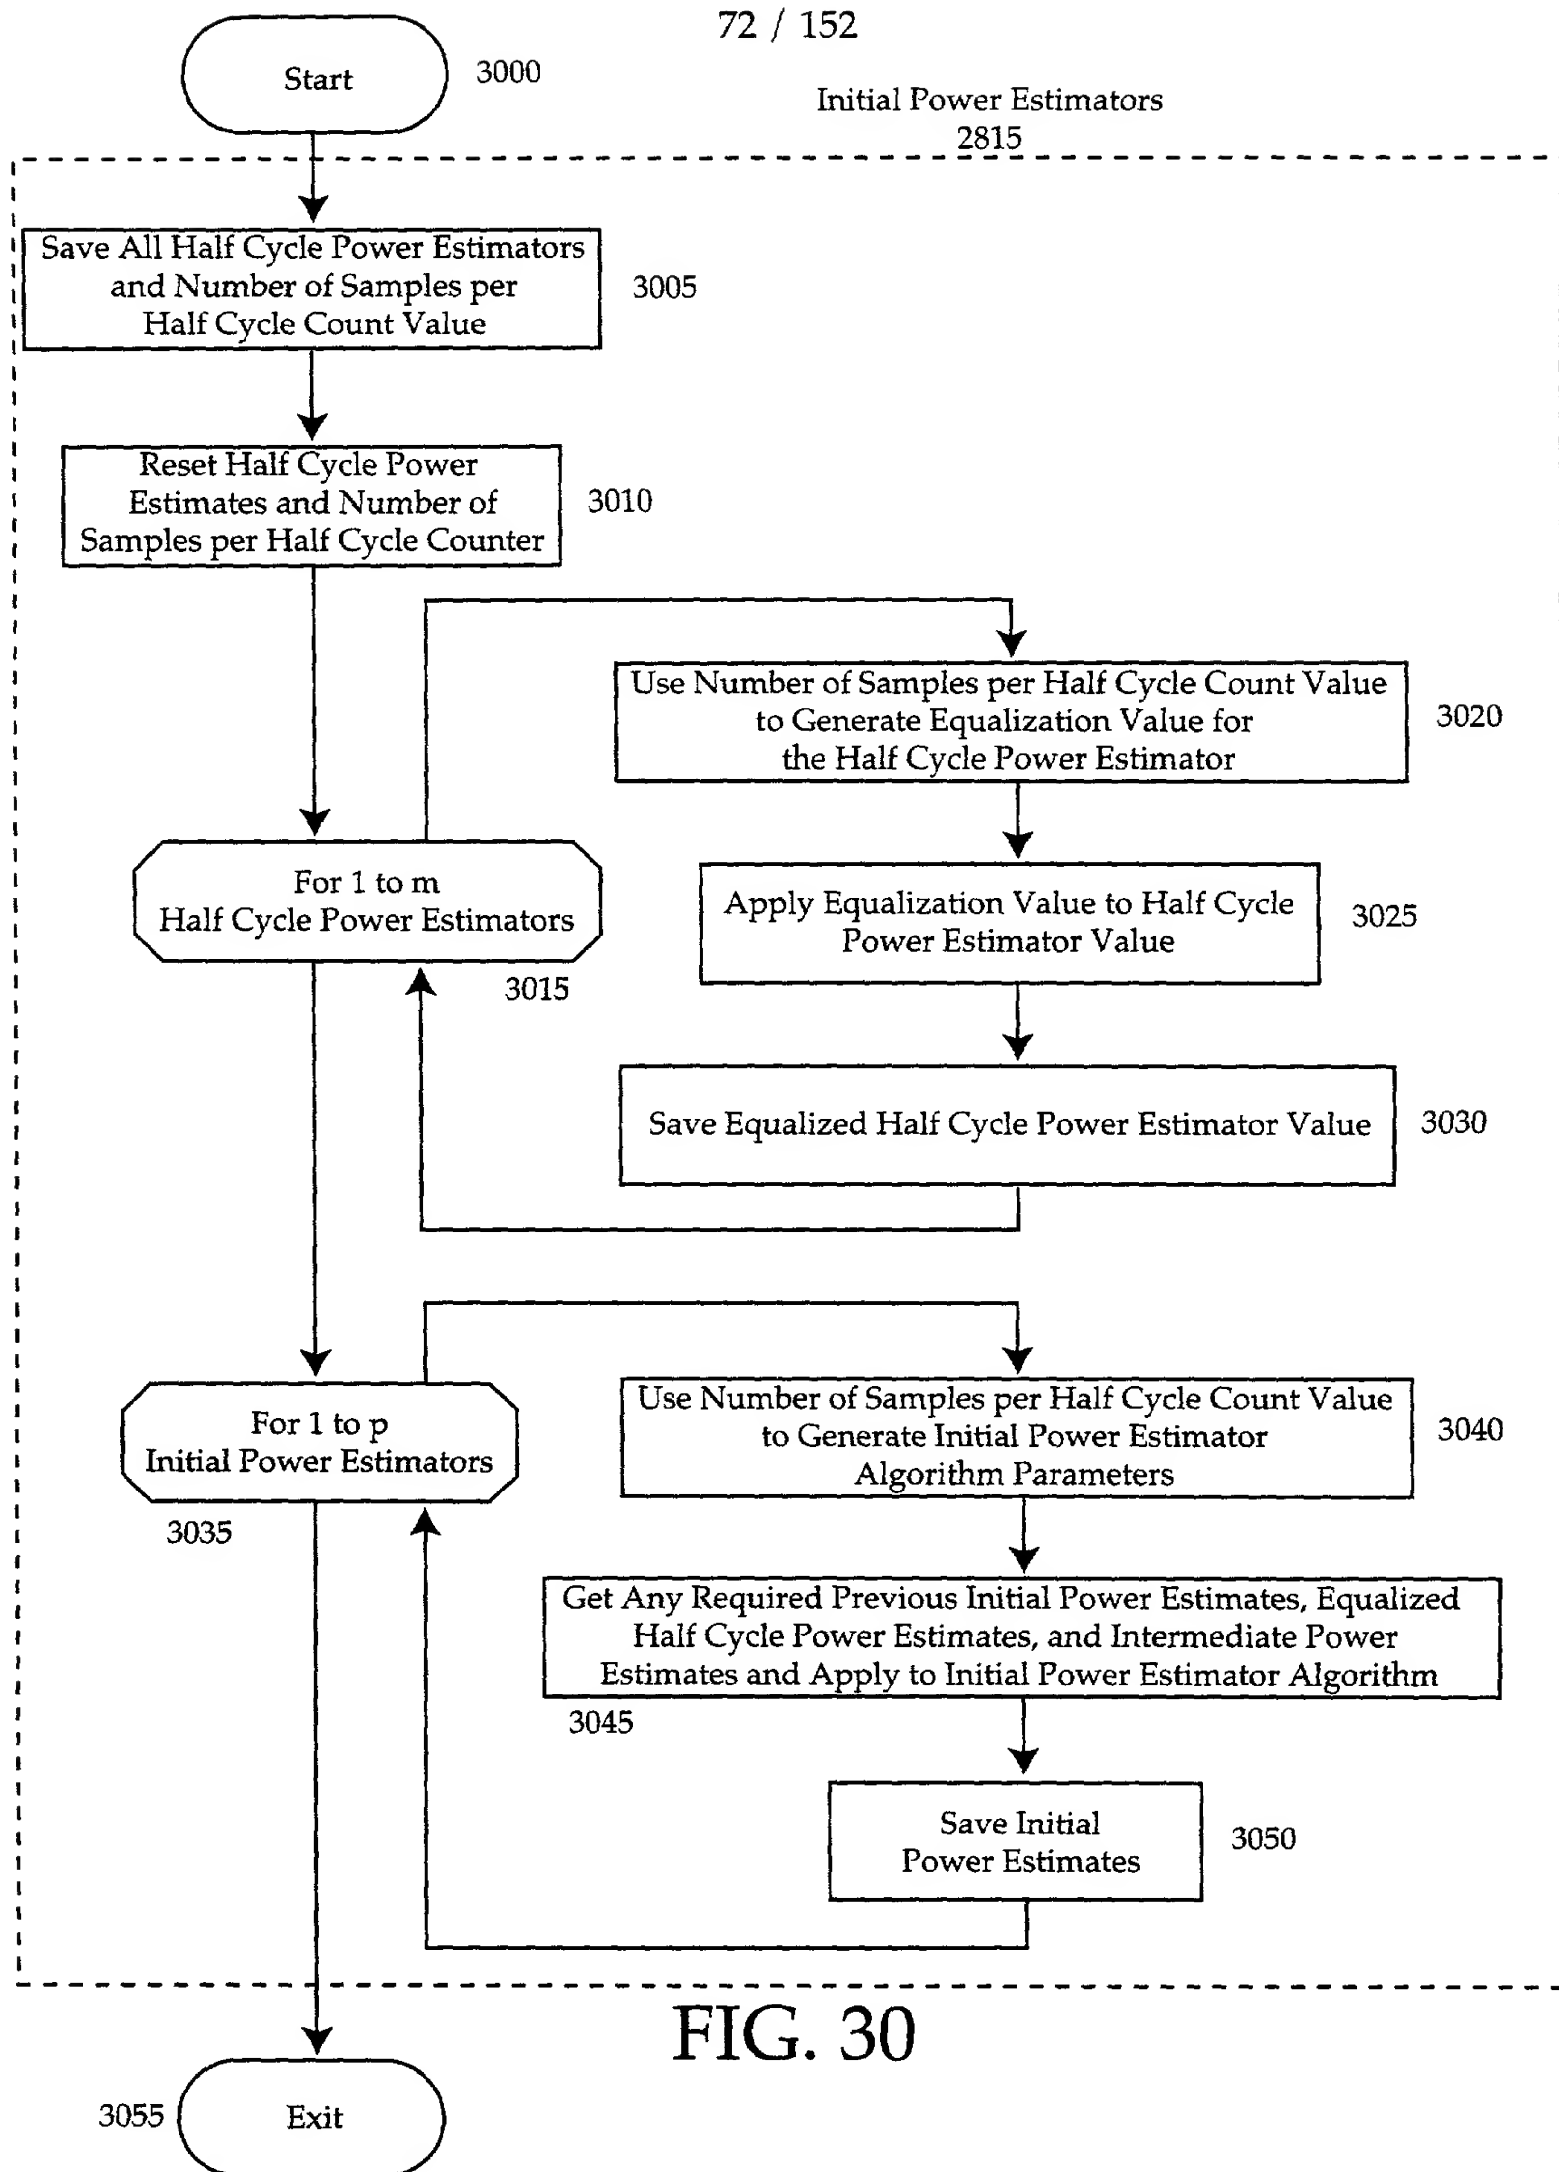 72 / 152
Start
3000
Initial Power Estimators
2815
Save All Half Cycle Power Estimators
and Number of Samples per
Half Cycle Count Value
3005
Reset Half Cycle Power
Estimates and Number of
Samples per Half Cycle Counter
3010
Use Number of Samples per Half Cycle Count Value
to Generate Equalization Value for
the Half Cycle Power Estimator
3020
For 1 to m
Half Cycle Power Estimators
3015
Apply Equalization Value to Half Cycle
Power Estimator Value
3025
Save Equalized Half Cycle Power Estimator Value
3030
For 1 to p
Initial Power Estimators
3035
Use Number of Samples per Half Cycle Count Value
to Generate Initial Power Estimator
Algorithm Parameters
3040
Get Any Required Previous Initial Power Estimates, Equalized
Half Cycle Power Estimates, and Intermediate Power
Estimates and Apply to Initial Power Estimator Algorithm
3045
Save Initial
Power Estimates
3050
FIG. 30
3055
Exit